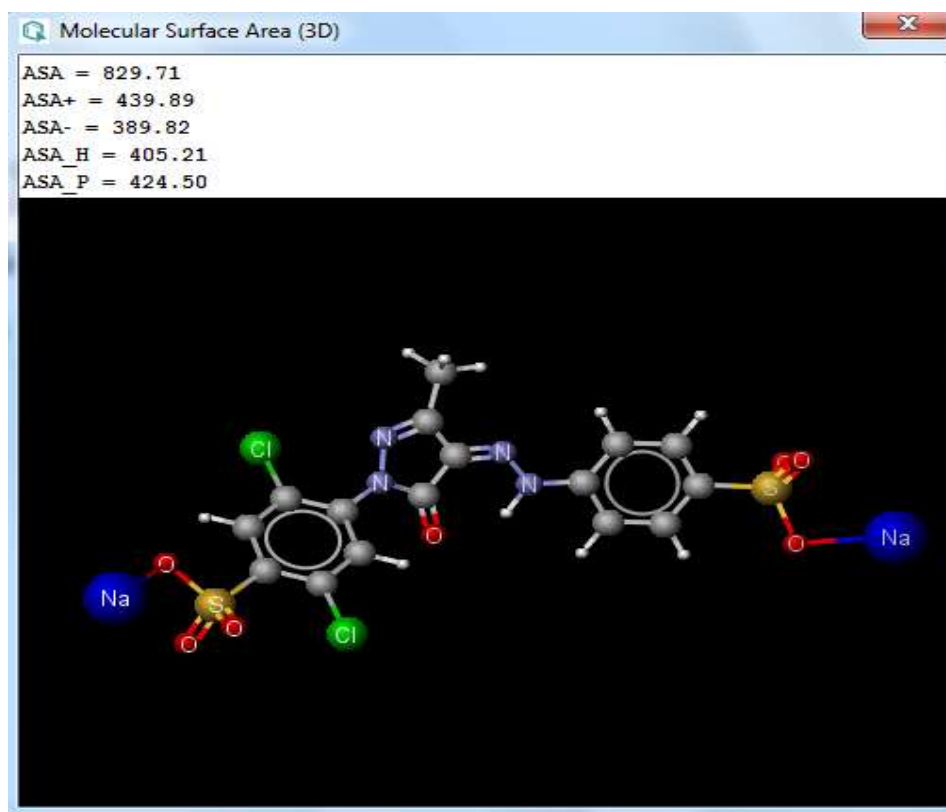 Molecular Surface Area (3D)
ASA = 829.71
ASA+ = 439.89
ASA- = 389.82
ASA_H = 405.21
ASA_P = 424.50
Cl
N
N
N
N
O
O
O
S
O
Na
Na
O
S
O
O
Cl